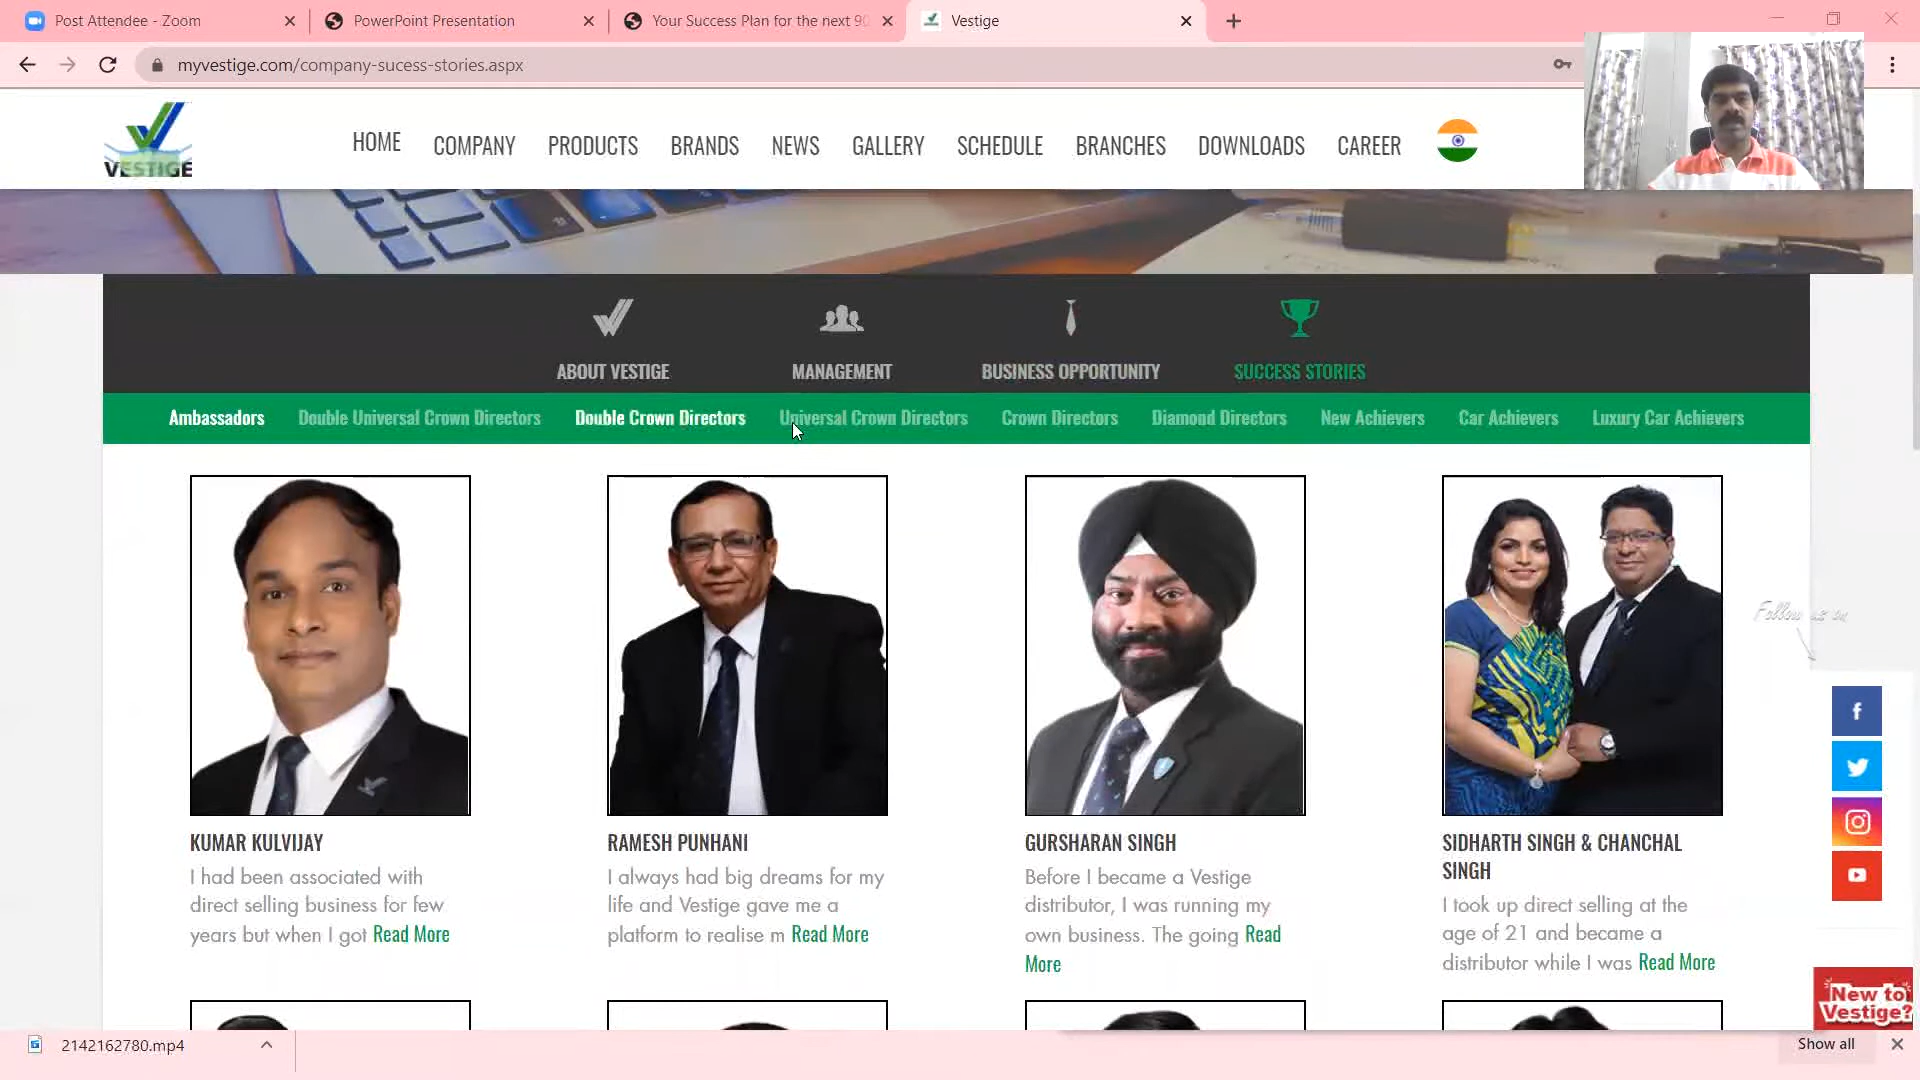 Post Attendee - Zoom
PowerPoint Presentation
Your Success Plan for the next 90
Vestige
myvestige.com/company-sucess-stories.aspx
VESTIGE
HOME COMPANY PRODUCTS BRANDS NEWS GALLERY SCHEDULE BRANCHES DOWNLOADS CAREER
ABOUT VESTIGE MANAGEMENT BUSINESS OPPORTUNITY SUCCESS STORIES
Ambassadors Double Universal Crown Directors Double Crown Directors Universal Crown Directors Crown Directors Diamond Directors New Achievers Car Achievers Luxury Car Achievers
KUMAR KULVIJAY
I had been associated with
direct selling business for few
years but when I got Read More
RAMESH PUNHANI
I always had big dreams for my
life and Vestige gave me a
platform to realise m Read More
GURSHARAN SINGH
Before I became a Vestige
distributor, I was running my
own business. The going Read
More
SIDHARTH SINGH & CHANCHAL
SINGH
I took up direct selling at the
age of 21 and became a
distributor while I was Read More
Follow us on
New to
Vestige?
2142162780.mp4
Show all